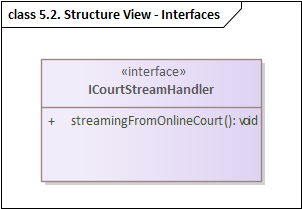 class 5.2. Structure View - Interfaces
«interface»
ICourtStreamHandler
+ streamingFromOnlineCourt(): void